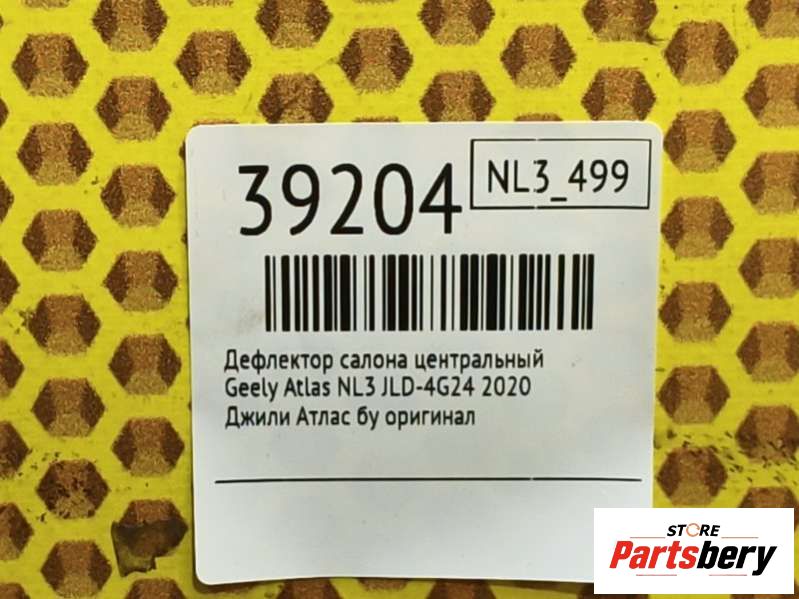 39204
NL3_499
Дефлектор салона центральный
Geely Atlas NL3 JLD-4G24 2020
Джили Атлас бу оригинал
STORE
Partsbery